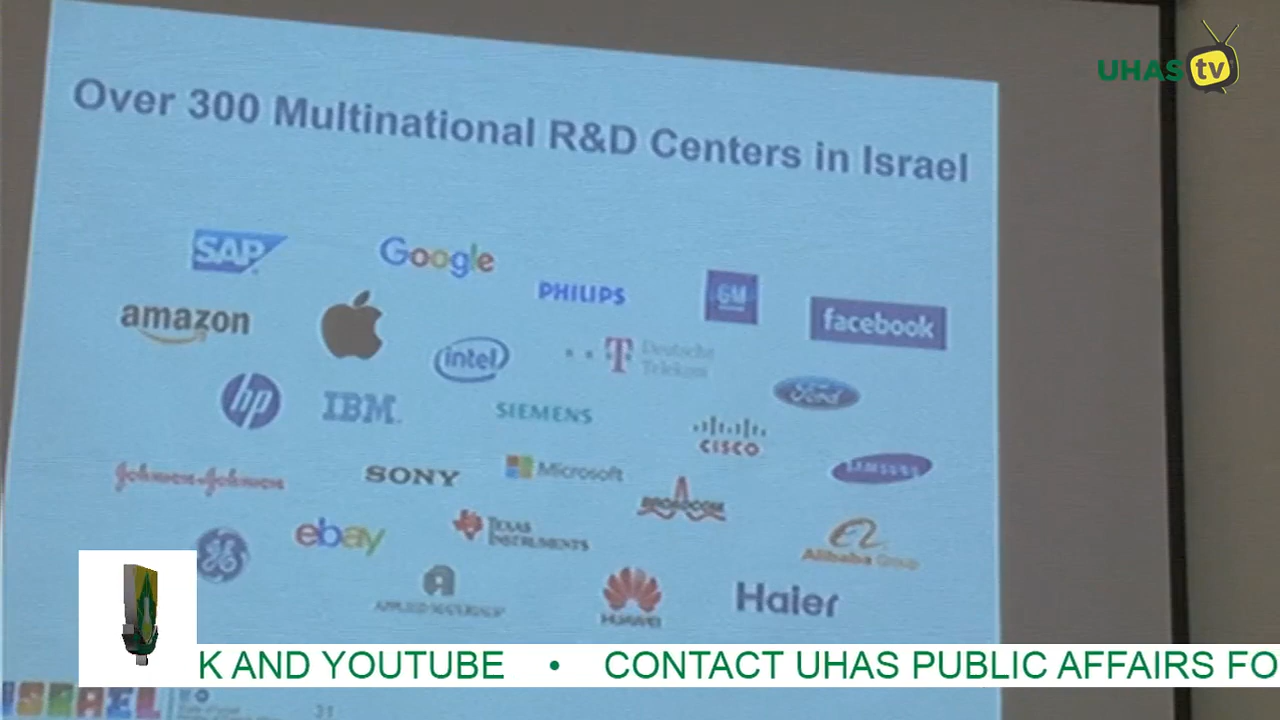 UHAS tv
Over 300 Multinational R&D Centers in Israel
SAP
Google
PHILIPS
GM
facebook
amazon
intel
T Deutsche
Telekom
Ford
hp
IBM
SIEMENS
CISCO
SAMSUNG
Johnson & Johnson
SONY
Microsoft
BROADCOM
ebay
TEXAS
INSTRUMENTS
Alibaba Group
GE
APPLIED MATERIALS
HUAWEI
Haier
K AND YOUTUBE • CONTACT UHAS PUBLIC AFFAIRS FO
ISRAEL
31